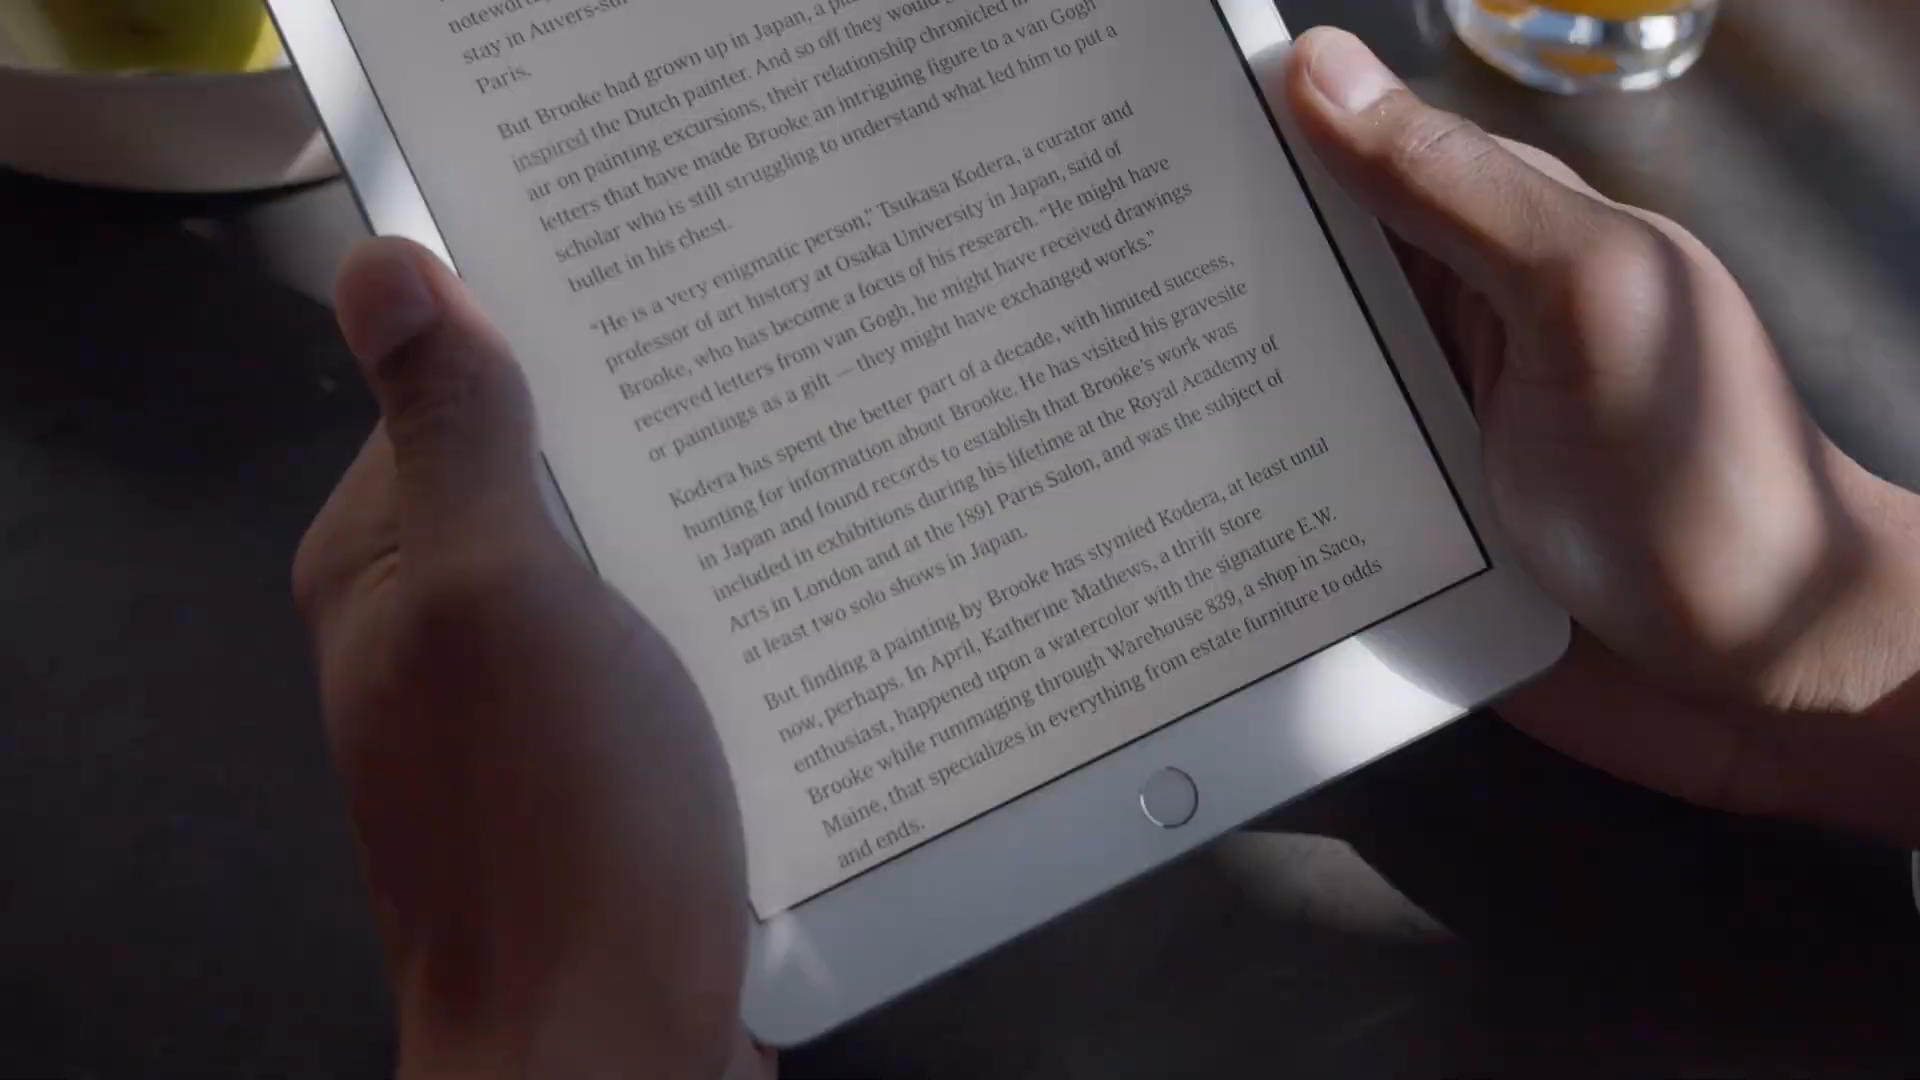 stay in Anvers-sur
Paris.
But Brooke had grown up in Japan, a
inspired the Dutch painter. And so off they would
air on painting excursions, their relationship chronicled in
letters that have made Brooke an intriguing figure to a van Gogh
scholar who is still struggling to understand what led him to put a
bullet in his chest.
“He is a very enigmatic person,” Tsukasa Kodera, a curator and
professor of art history at Osaka University in Japan, said of
Brooke, who has become a focus of his research. “He might have
received letters from van Gogh, he might have received drawings
or paintings as a gift — they might have exchanged works.”
Kodera has spent the better part of a decade, with limited success,
hunting for information about Brooke. He has visited his gravesite
in Japan and found records to establish that Brooke’s work was
included in exhibitions during his lifetime at the Royal Academy of
Arts in London and at the 1891 Paris Salon, and was the subject of
at least two solo shows in Japan.
But finding a painting by Brooke has stymied Kodera, at least until
now, perhaps. In April, Katherine Mathews, a thrift store
enthusiast, happened upon a watercolor with the signature E.W.
Brooke while rummaging through Warehouse 839, a shop in Saco,
Maine, that specializes in everything from estate furniture to odds
and ends.